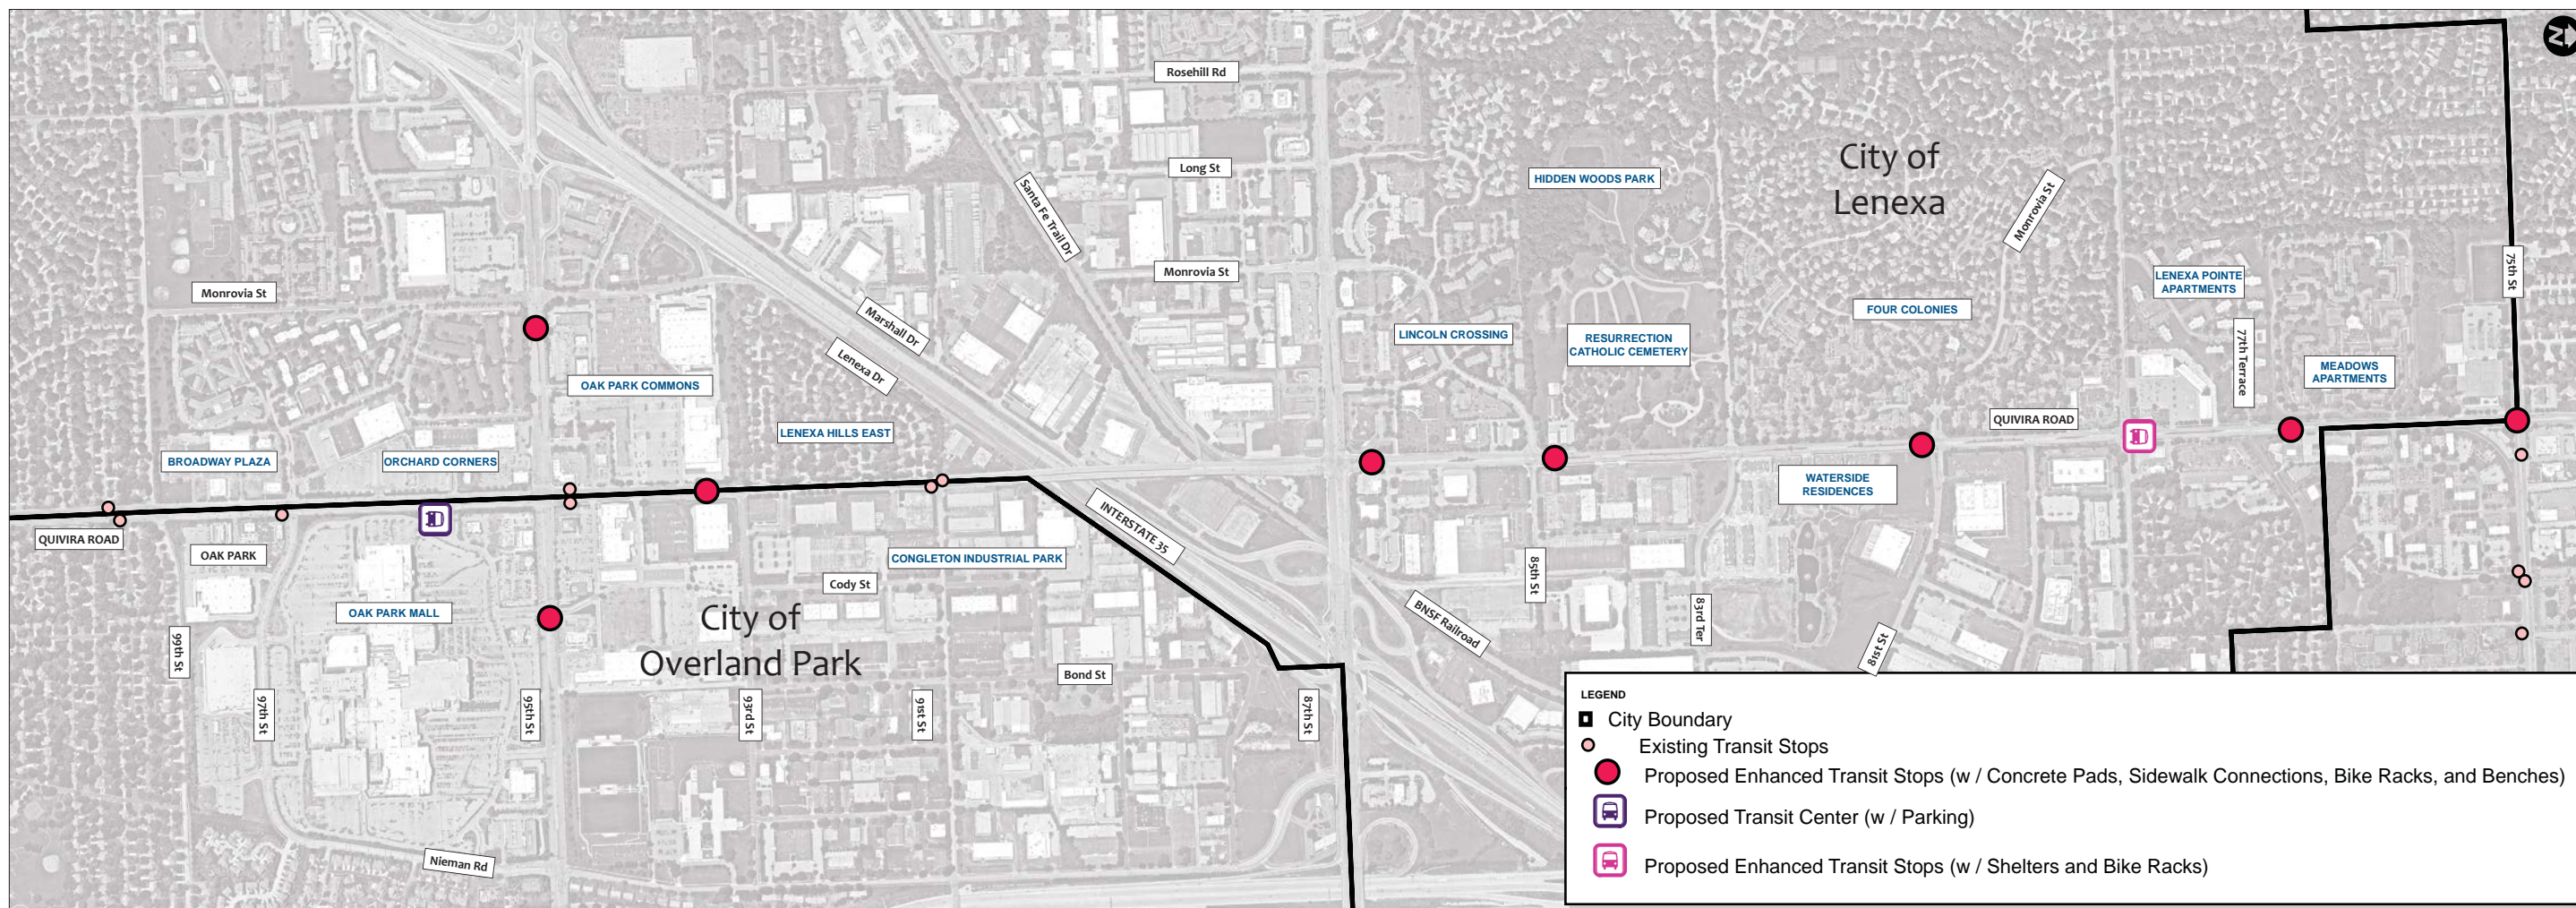 N
Rosehill Rd
City of
Lenexa
Long St
HIDDEN WOODS PARK
Santa Fe Trail Dr
Monrovia St
Monrovia St
75th St
LENEXA POINTE
APARTMENTS
Monrovia St
Marshall Dr
FOUR COLONIES
LINCOLN CROSSING
RESURRECTION
CATHOLIC CEMETERY
77th Terrace
Lenexa Dr
MEADOWS
APARTMENTS
OAK PARK COMMONS
QUIVIRA ROAD
LENEXA HILLS EAST
BROADWAY PLAZA
ORCHARD CORNERS
WATERSIDE
RESIDENCES
INTERSTATE 35
QUIVIRA ROAD
OAK PARK
CONGLETON INDUSTRIAL PARK
85th St
Cody St
OAK PARK MALL
City of
Overland Park
BNSF Railroad
83rd Ter
99th St
81st St
Bond St
97th St
95th St
93rd St
91st St
87th St
Nieman Rd
LEGEND
City Boundary
Existing Transit Stops
Proposed Enhanced Transit Stops (w / Concrete Pads, Sidewalk Connections, Bike Racks, and Benches)
Proposed Transit Center (w / Parking)
Proposed Enhanced Transit Stops (w / Shelters and Bike Racks)